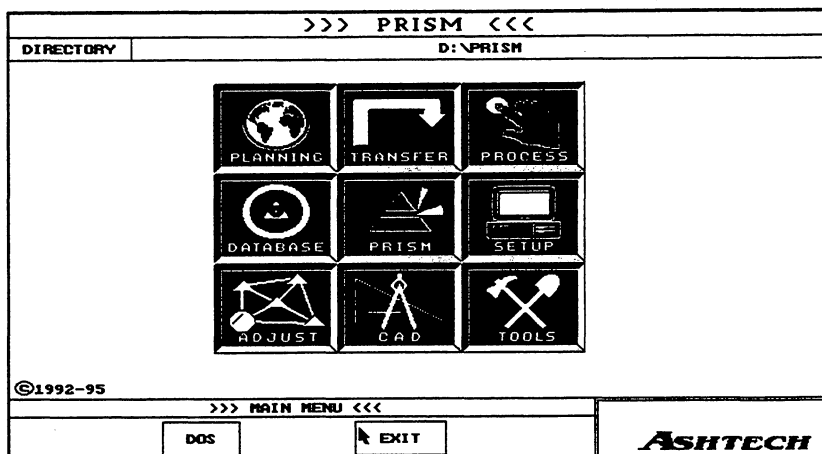 >>> PRISM <<<
DIRECTORY D:\PRISM
PLANNING TRANSFER PROCESS
DATABASE PRISM SETUP
ADJUST CAD TOOLS
©1992-95
>>> MAIN MENU <<<
DOS EXIT ASHTECH